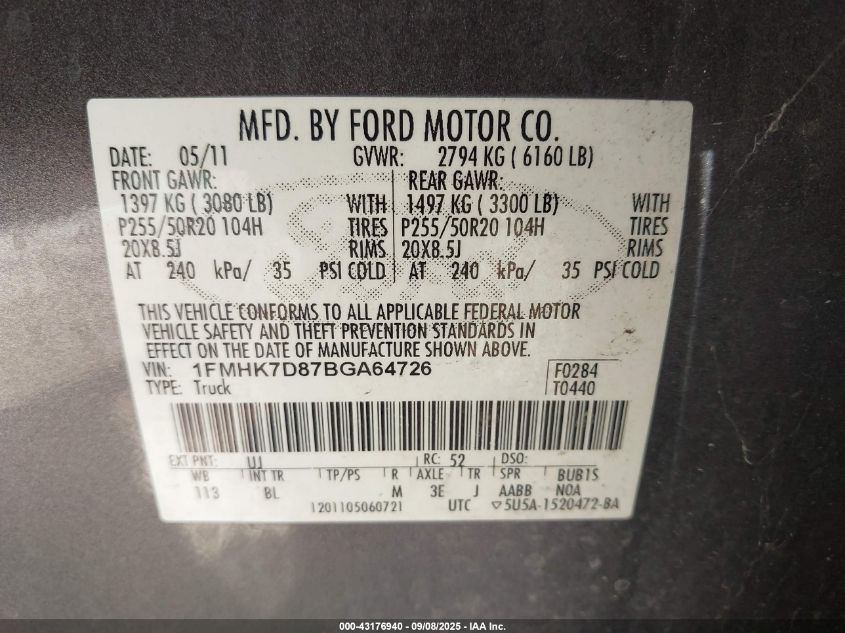 MFD. BY FORD MOTOR CO.
DATE: 05/11 GVWR: 2794 KG ( 6160 LB)
FRONT GAWR: REAR GAWR:
1397 KG ( 3080 LB) WITH 1497 KG ( 3300 LB) WITH
P255/50R20 104H TIRES P255/50R20 104H TIRES
20X8.5J RIMS 20X8.5J RIMS
AT 240 kPa/ 35 PSI COLD AT 240 kPa/ 35 PSI COLD
THIS VEHICLE CONFORMS TO ALL APPLICABLE FEDERAL MOTOR
VEHICLE SAFETY AND THEFT PREVENTION STANDARDS IN
EFFECT ON THE DATE OF MANUFACTURE SHOWN ABOVE.
VIN: 1FMHK7D87BGA64726 F0284
TYPE: Truck T0440
EXT PNT: UJ RC: 52 DSO:
WB INT TR TP/PS R AXLE TR SPR BUB1S
113 BL M 3E J AABB NOA
1201105060721 UTC ▽5U5A-1520472-BA
000-43176940 - 09/08/2025 - IAA Inc.